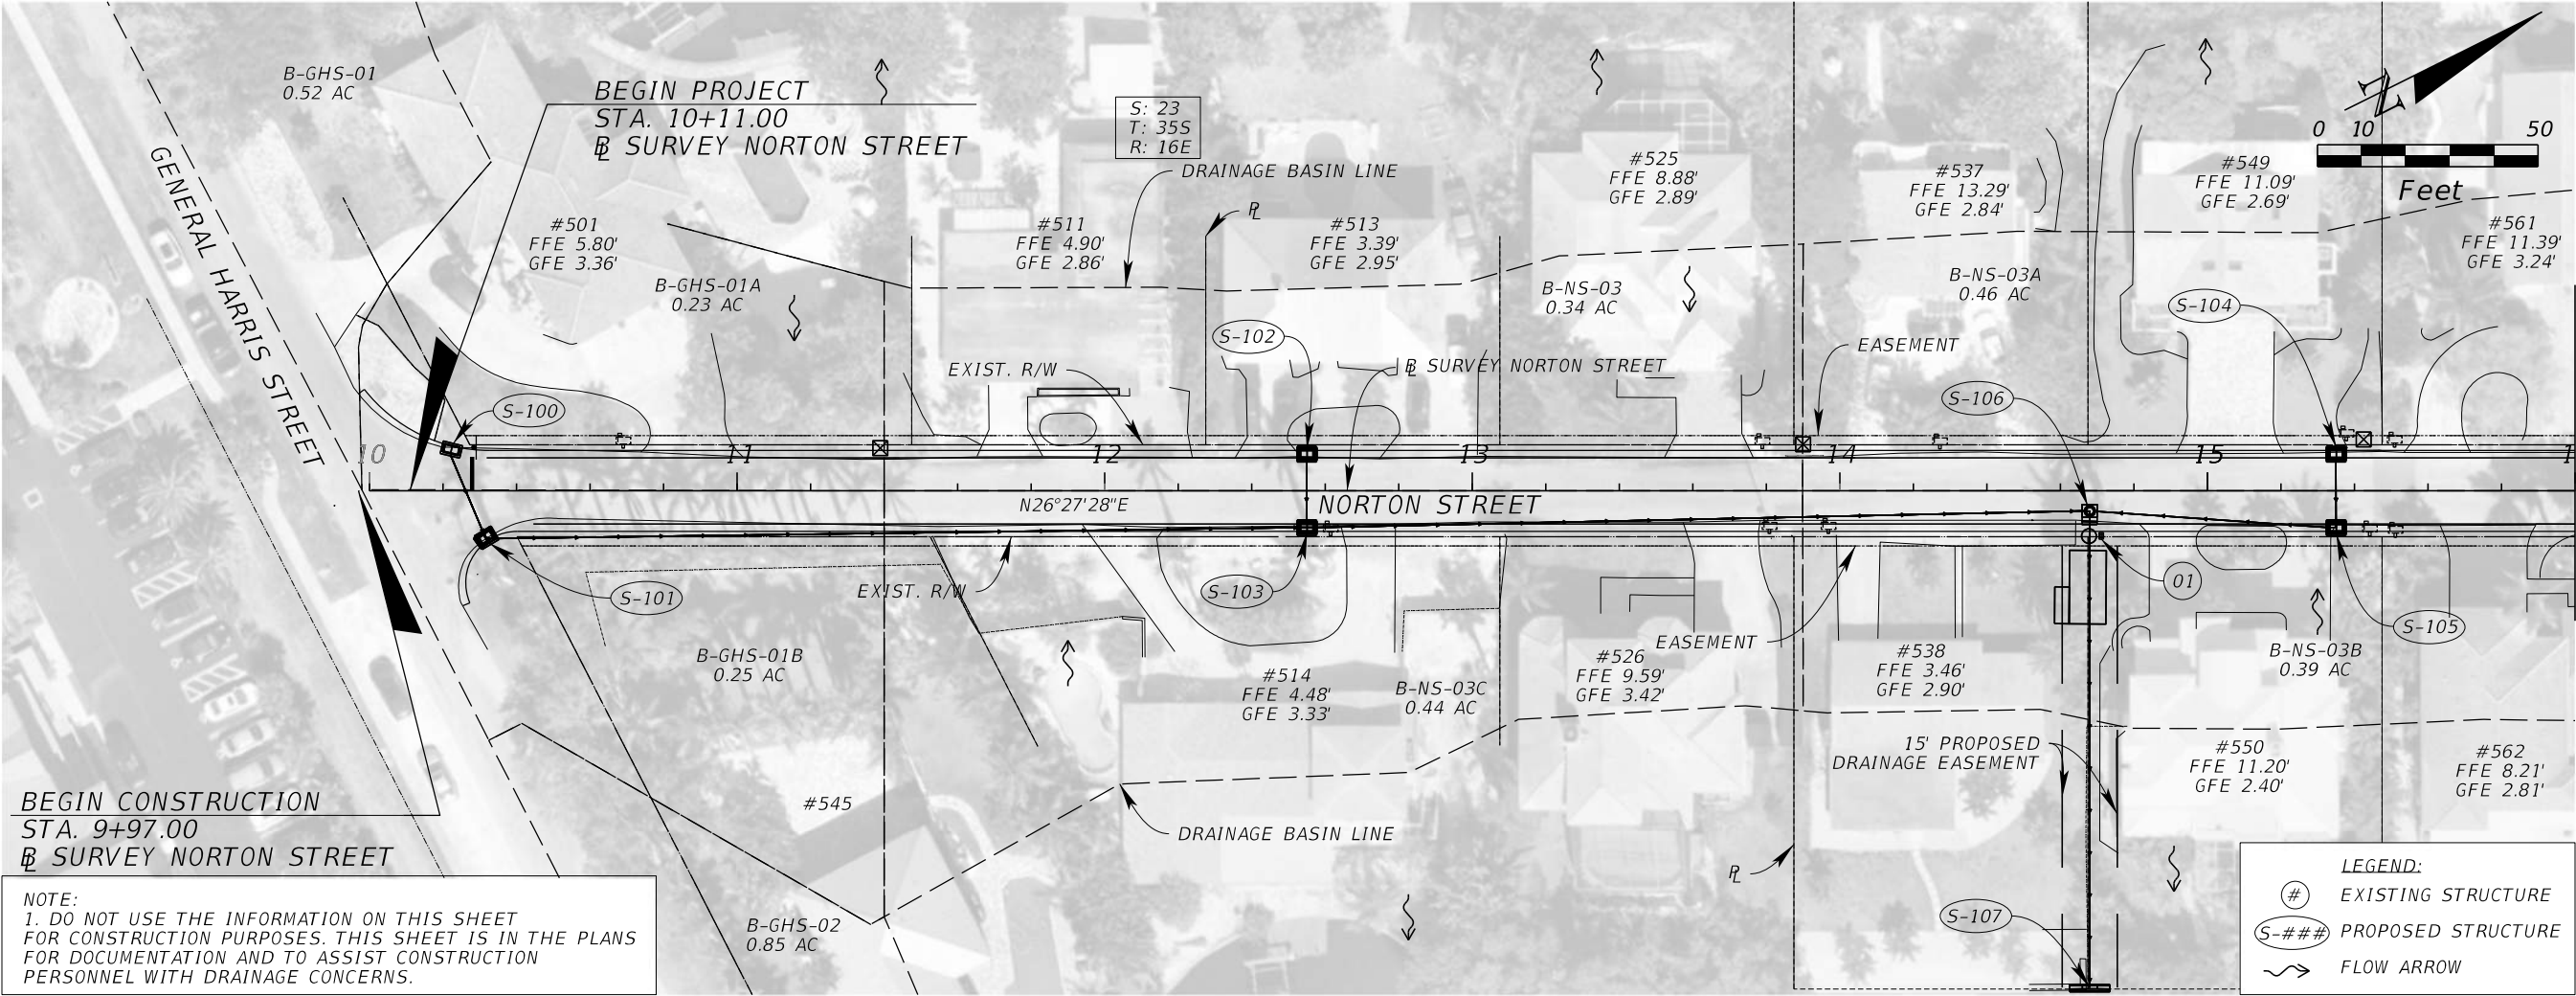 B-GHS-01
0.52 AC
GENERAL HARRIS STREET
BEGIN PROJECT
STA. 10+11.00
BL SURVEY NORTON STREET
S: 23
T: 35S
R: 16E
DRAINAGE BASIN LINE
PL
#501
FFE 5.80'
GFE 3.36'
B-GHS-01A
0.23 AC
#511
FFE 4.90'
GFE 2.86'
#513
FFE 3.39'
GFE 2.95'
#525
FFE 8.88'
GFE 2.89'
B-NS-03
0.34 AC
#537
FFE 13.29'
GFE 2.84'
B-NS-03A
0.46 AC
#549
FFE 11.09'
GFE 2.69'
#561
FFE 11.39'
GFE 3.24'
N
0 10 50
Feet
S-100
S-102
EXIST. R/W
BL SURVEY NORTON STREET
EASEMENT
S-106
S-104
10 11 12 13 14 15 1
N26°27'28"E
NORTON STREET
S-101
EXIST. R/W
S-103
01
S-105
B-GHS-01B
0.25 AC
#514
FFE 4.48'
GFE 3.33'
B-NS-03C
0.44 AC
EASEMENT
#526
FFE 9.59'
GFE 3.42'
#538
FFE 3.46'
GFE 2.90'
B-NS-03B
0.39 AC
15' PROPOSED
DRAINAGE EASEMENT
#550
FFE 11.20'
GFE 2.40'
#562
FFE 8.21'
GFE 2.81'
#545
DRAINAGE BASIN LINE
PL
S-107
B-GHS-02
0.85 AC
BEGIN CONSTRUCTION
STA. 9+97.00
BL SURVEY NORTON STREET
NOTE:
1. DO NOT USE THE INFORMATION ON THIS SHEET
FOR CONSTRUCTION PURPOSES. THIS SHEET IS IN THE PLANS
FOR DOCUMENTATION AND TO ASSIST CONSTRUCTION
PERSONNEL WITH DRAINAGE CONCERNS.
LEGEND:
# EXISTING STRUCTURE
S-### PROPOSED STRUCTURE
FLOW ARROW